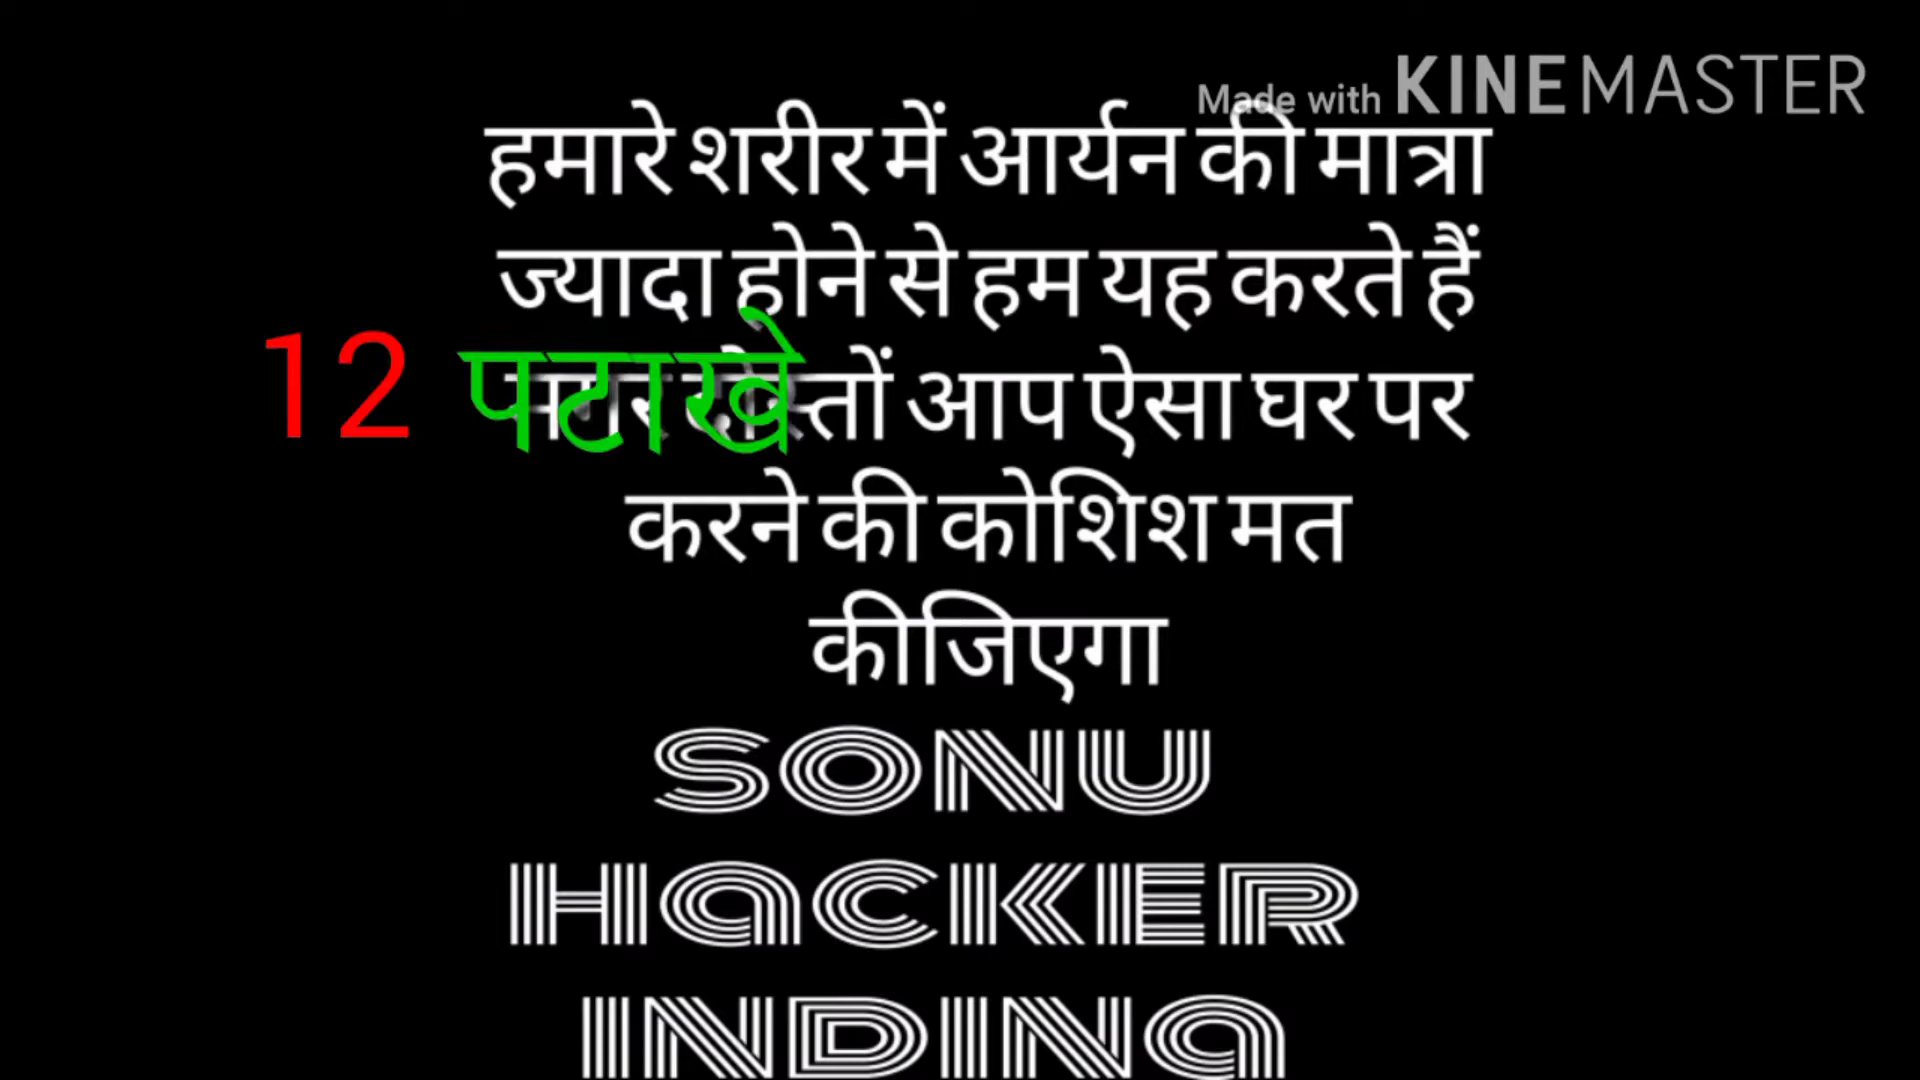 Made with KINEMASTER
हमारे शरीर में आर्यन की मात्रा
ज्यादा होने से हम यह करते हैं
12 पटाखे
दोस्तों आप ऐसा घर पर
करने की कोशिश मत
कीजिएगा
SONU
HaCKER
INDINa